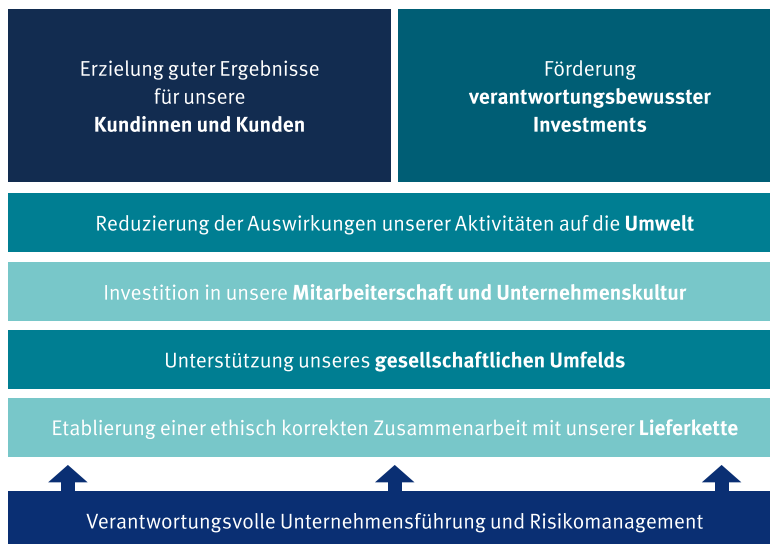 Erzielung guter Ergebnisse
für unsere
Kundinnen und Kunden
Förderung
verantwortungsbewusster
Investments
Reduzierung der Auswirkungen unserer Aktivitäten auf die Umwelt
Investition in unsere Mitarbeiterschaft und Unternehmenskultur
Unterstützung unseres gesellschaftlichen Umfelds
Etablierung einer ethisch korrekten Zusammenarbeit mit unserer Lieferkette
Verantwortungsvolle Unternehmensführung und Risikomanagement